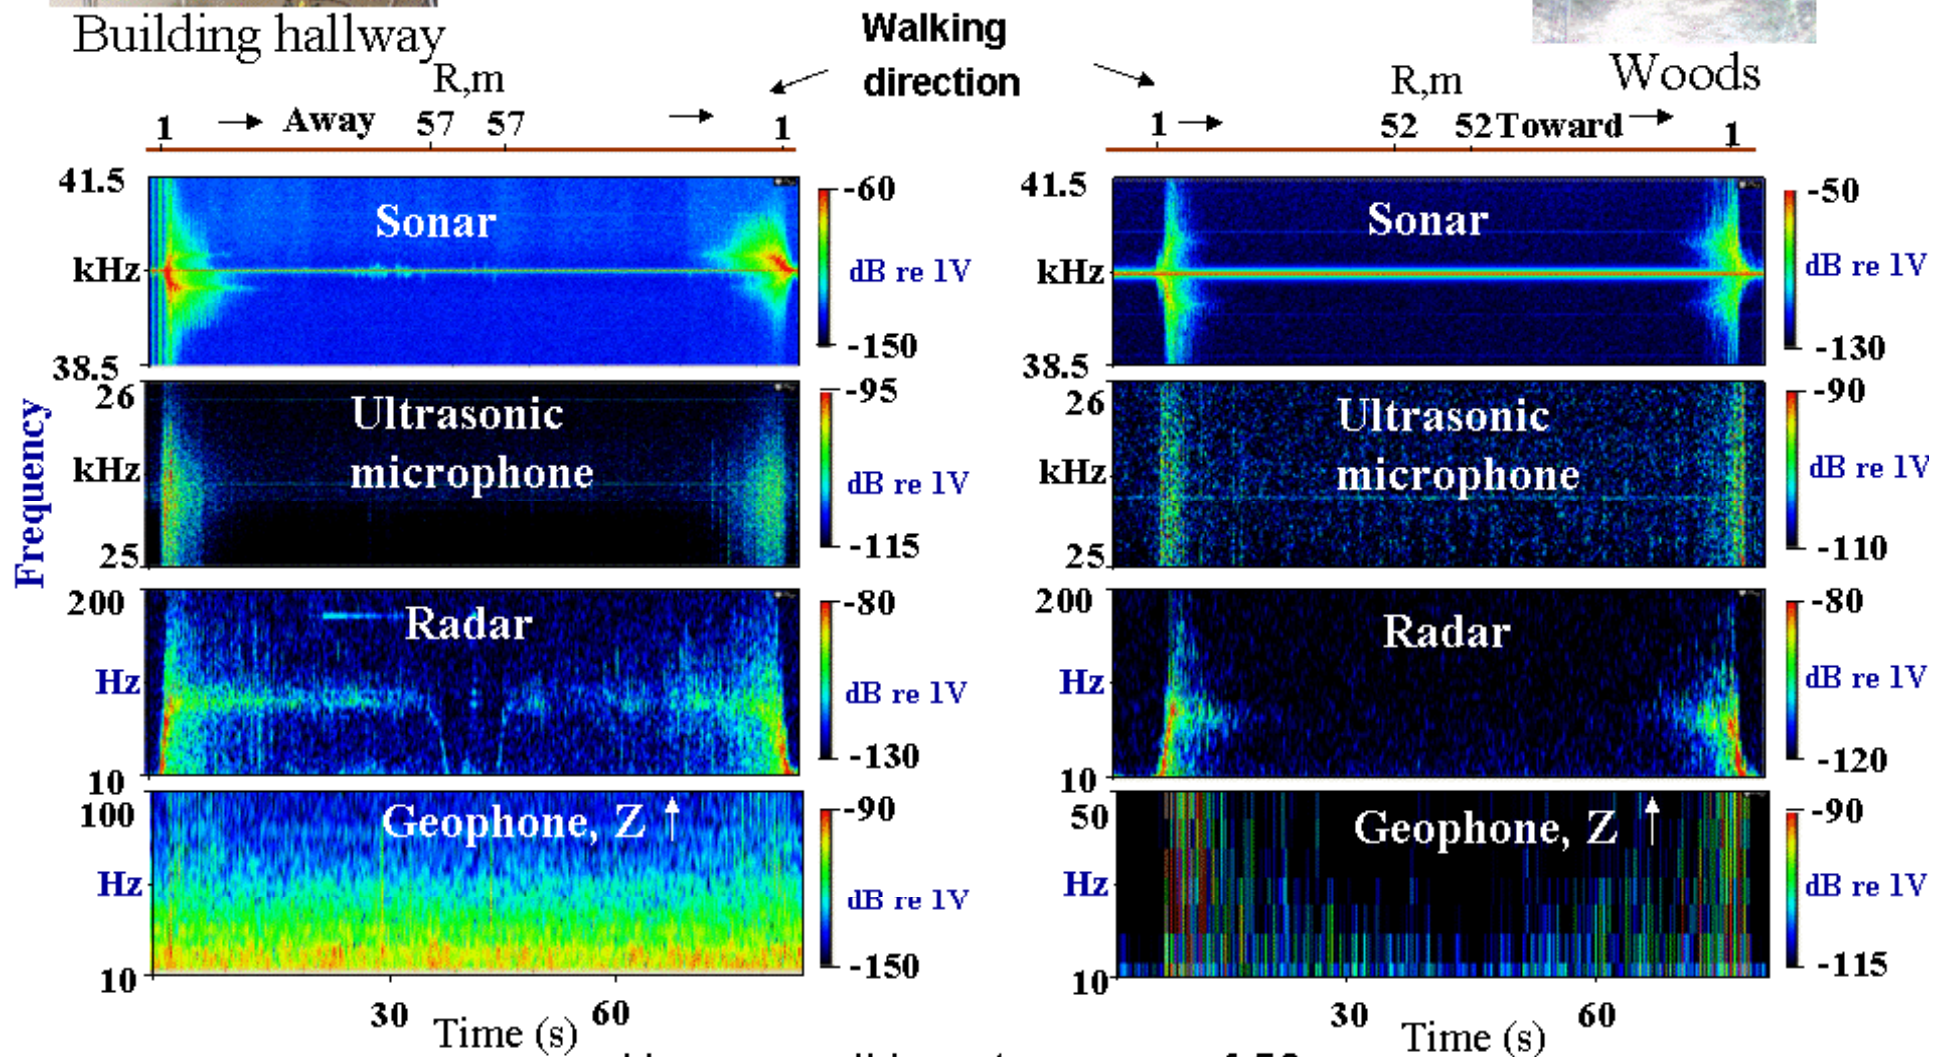 Building hallway
Walking
direction
Woods
R,m
1 → Away 57 57 → 1
R,m
1 → 52 52 Toward → 1
Frequency
41.5
kHz
38.5
Sonar
-60
dB re 1V
-150
26
kHz
25
Ultrasonic
microphone
-95
dB re 1V
-115
200
Hz
10
Radar
-80
dB re 1V
-130
100
Hz
10
Geophone, Z ↑
-90
dB re 1V
-150
30 60
Time (s)
41.5
kHz
38.5
Sonar
-50
dB re 1V
-130
26
kHz
25
Ultrasonic
microphone
-90
dB re 1V
-110
200
Hz
10
Radar
-80
dB re 1V
-120
50
Hz
10
Geophone, Z ↑
-90
dB re 1V
-115
30 60
Time (s)